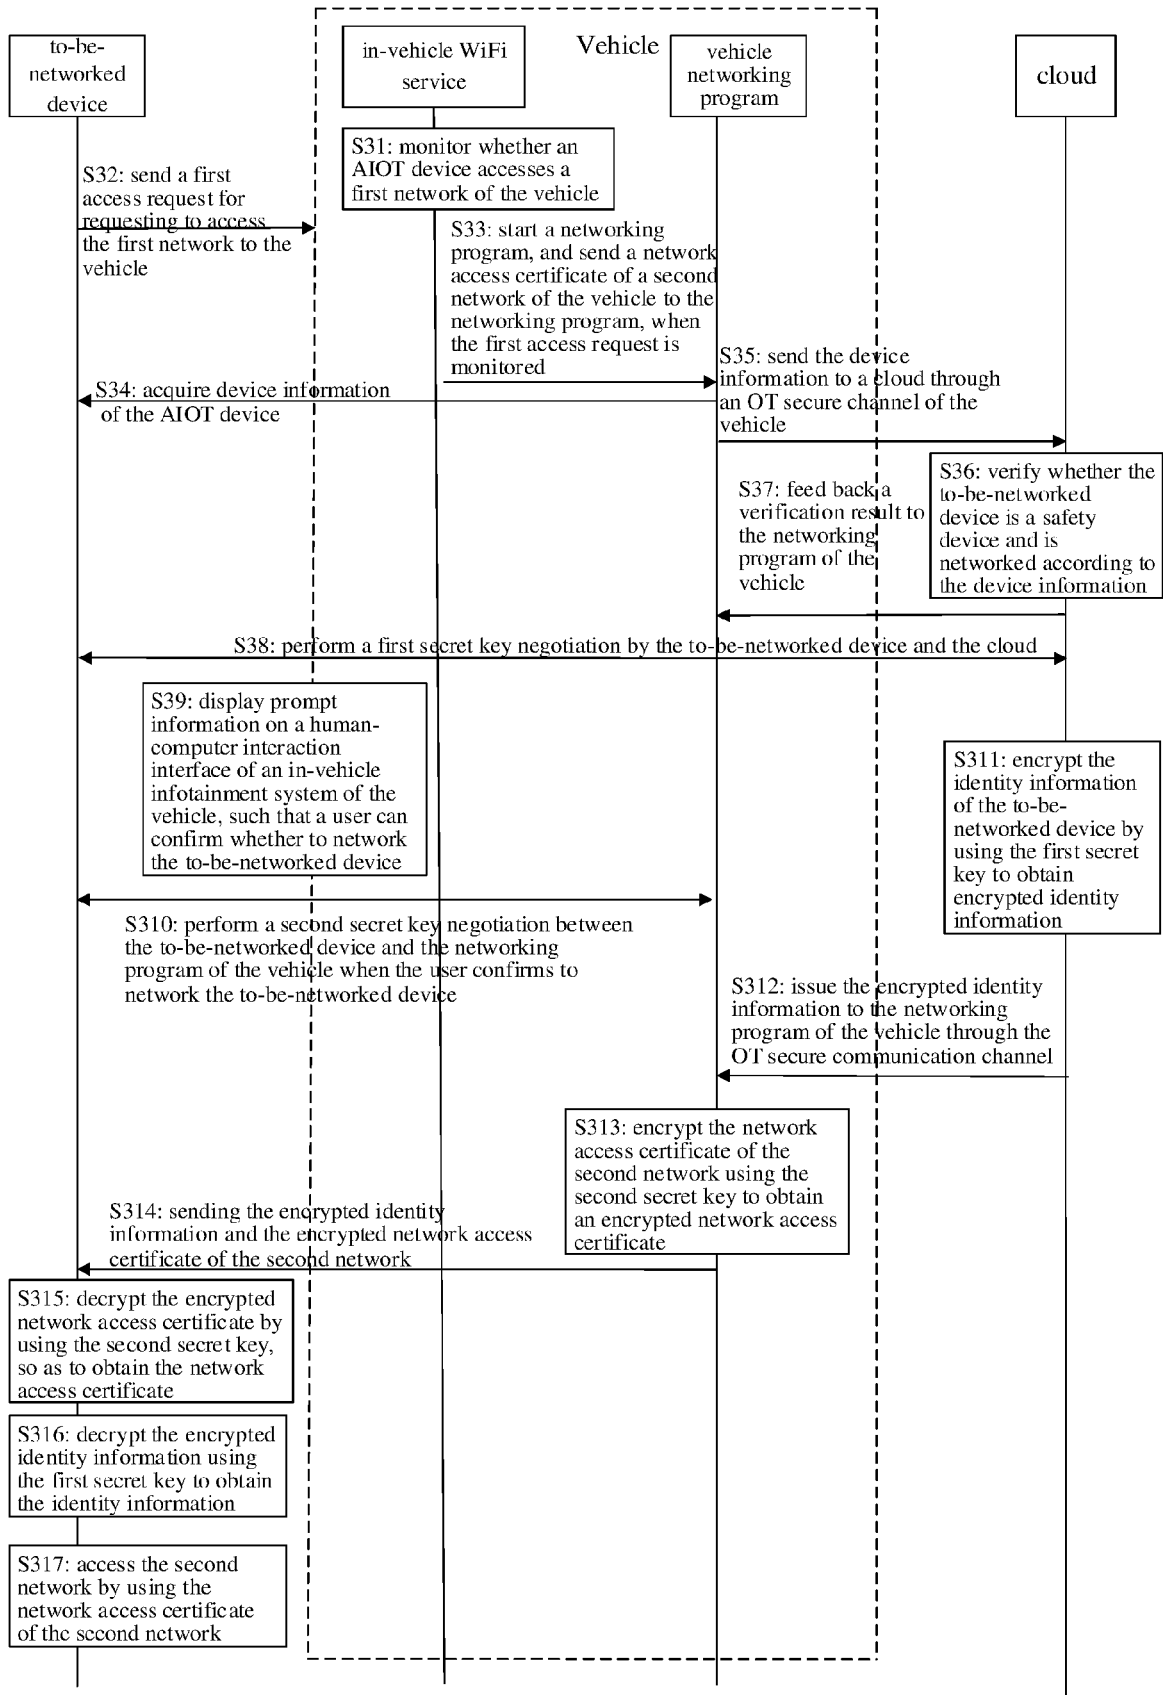 to-be-
networked
device
in-vehicle WiFi
service
Vehicle
vehicle
networking
program
cloud
S31: monitor whether an
AIOT device accesses a
first network of the vehicle
S32: send a first
access request for
requesting to access
the first network to the
vehicle
S33: start a networking
program, and send a network
access certificate of a second
network of the vehicle to the
networking program, when
the first access request is
monitored
S34: acquire device information
of the AIOT device
S35: send the device
information to a cloud through
an OT secure channel of the
vehicle
S36: verify whether the
to-be-networked
device is a safety
device and is
networked according to
the device information
S37: feed back a
verification result to
the networking
program of the
vehicle
S38: perform a first secret key negotiation by the to-be-networked device and the cloud
S39: display prompt
information on a human-
computer interaction
interface of an in-vehicle
infotainment system of the
vehicle, such that a user can
confirm whether to network
the to-be-networked device
S311: encrypt the
identity information
of the to-be-
networked device by
using the first secret
key to obtain
encrypted identity
information
S310: perform a second secret key negotiation between
the to-be-networked device and the networking
program of the vehicle when the user confirms to
network the to-be-networked device
S312: issue the encrypted identity
information to the networking
program of the vehicle through the
OT secure communication channel
S313: encrypt the network
access certificate of the
second network using the
second secret key to obtain
an encrypted network access
certificate
S314: sending the encrypted identity
information and the encrypted network access
certificate of the second network
S315: decrypt the encrypted
network access certificate by
using the second secret key,
so as to obtain the network
access certificate
S316: decrypt the encrypted
identity information using
the first secret key to obtain
the identity information
S317: access the second
network by using the
network access certificate
of the second network